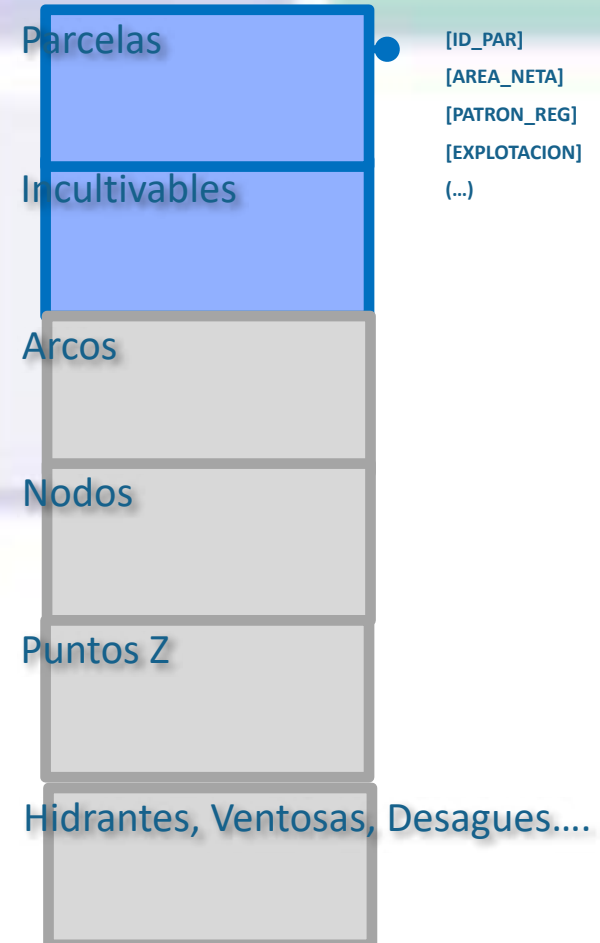 Parcelas
[ID_PAR]
[AREA_NETA]
[PATRON_REG]
[EXPLOTACION]
(...)
Incultivables
Arcos
Nodos
Puntos Z
Hidrantes, Ventosas, Desagues....